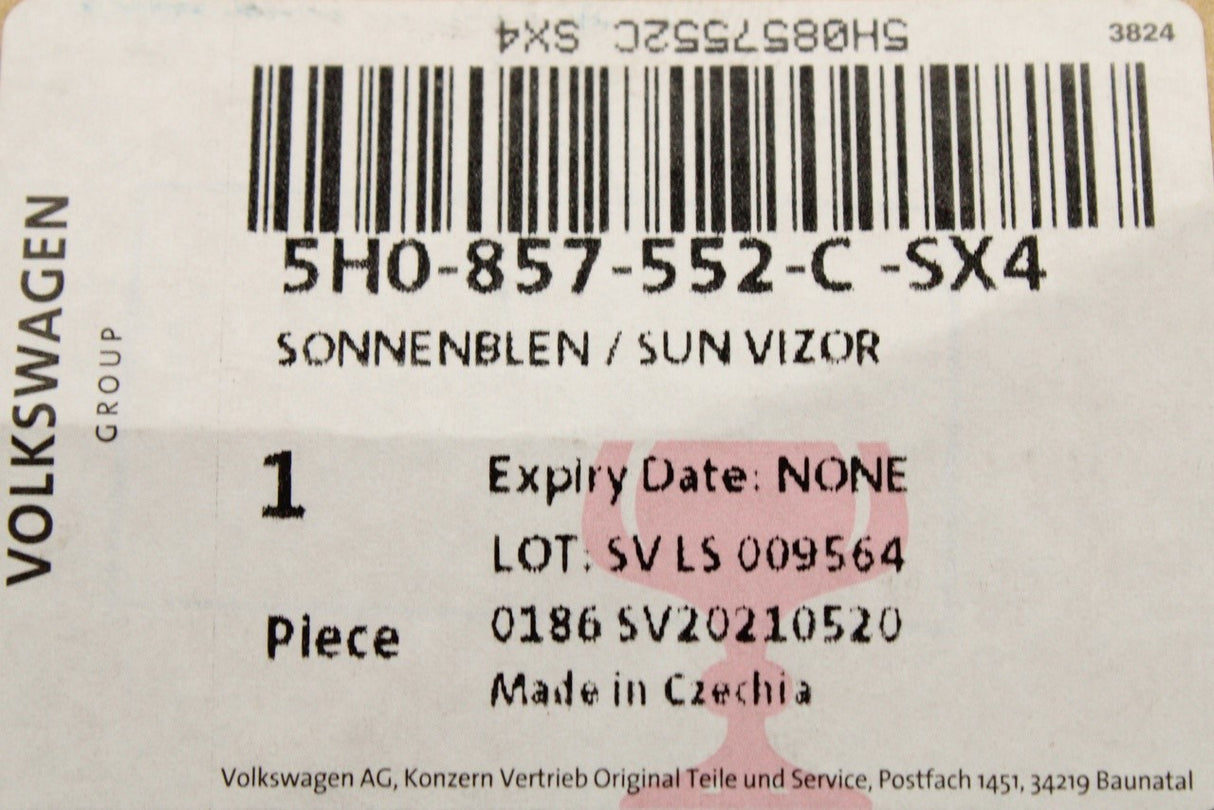 5H0857552C SX4
3824
5H0-857-552-C -SX4
SONNENBLEN / SUN VIZOR
VOLKSWAGEN
GROUP
1
Piece
Expiry Date: NONE
LOT: SV LS 009564
0186 SV20210520
Made in Czechia
Volkswagen AG, Konzern Vertrieb Original Teile und Service, Postfach 1451, 34219 Baunatal